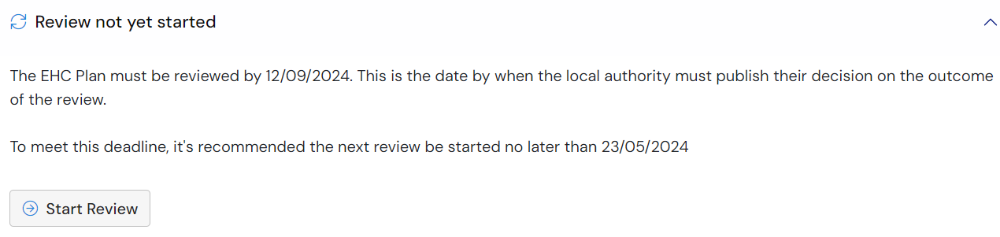 Review not yet started
The EHC Plan must be reviewed by 12/09/2024. This is the date by when the local authority must publish their decision on the outcome
of the review.
To meet this deadline, it's recommended the next review be started no later than 23/05/2024
Start Review